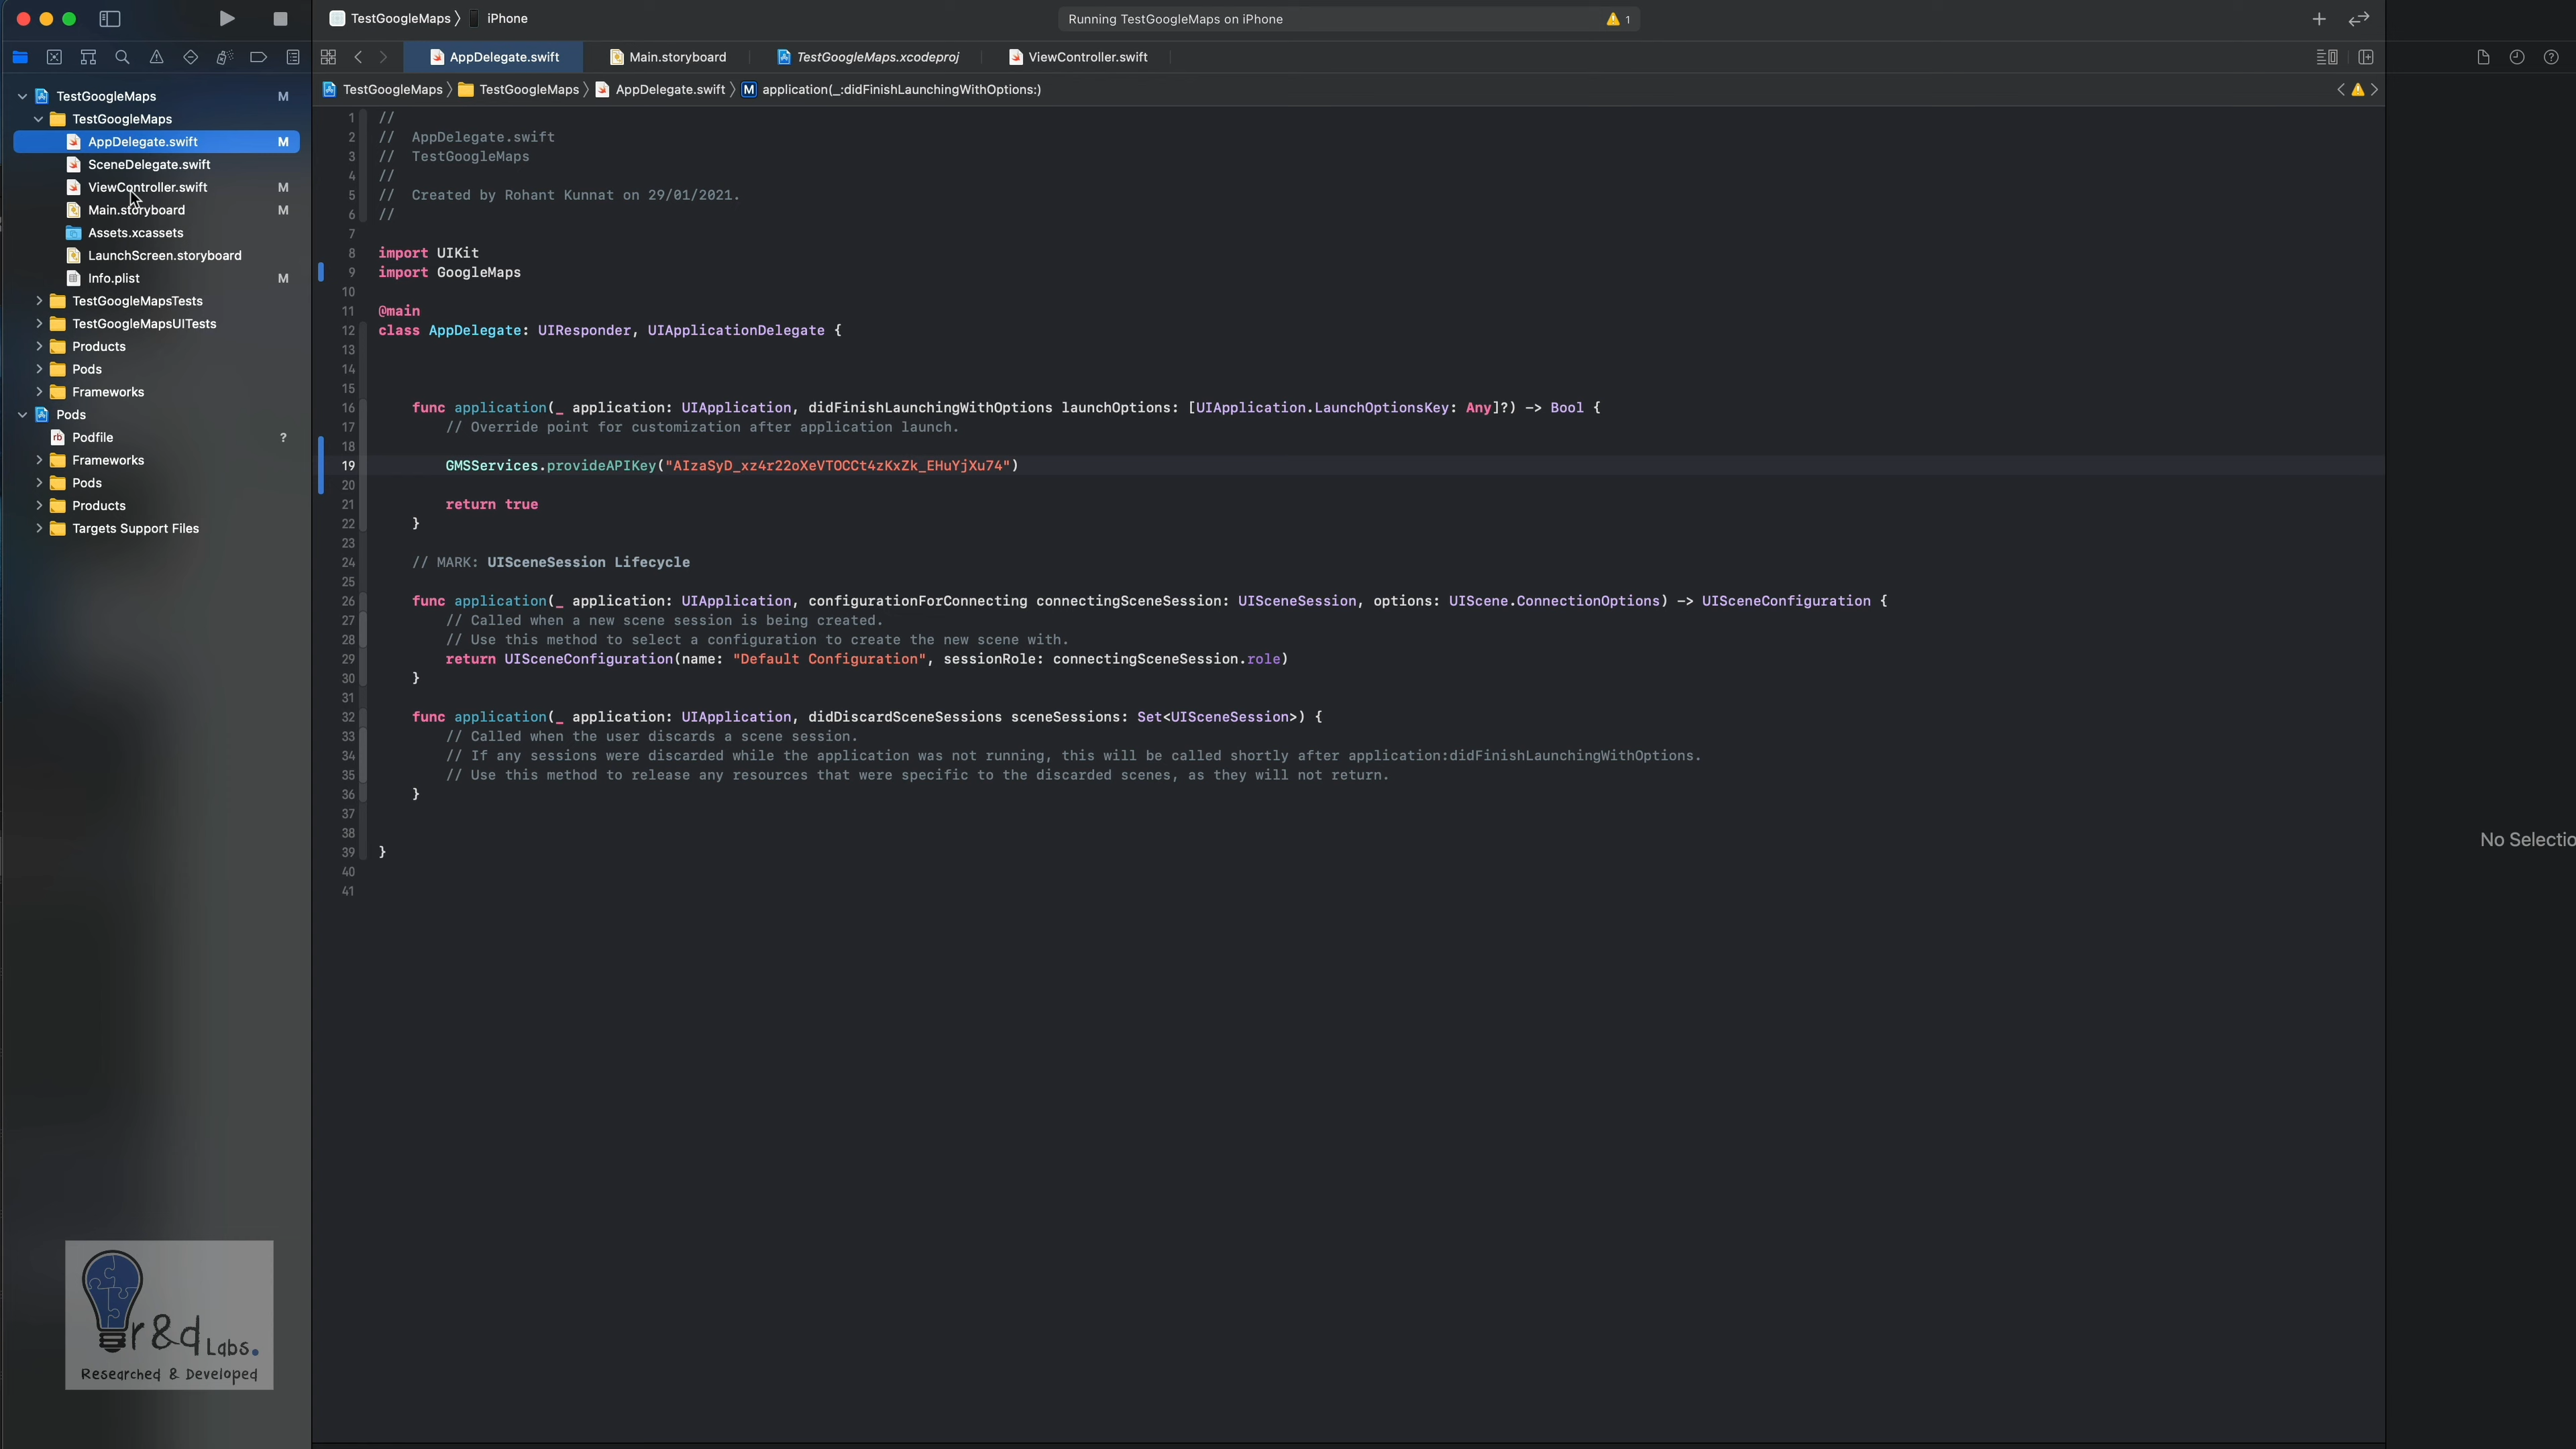 TestGoogleMaps 〉 iPhone
Running TestGoogleMaps on iPhone
1
AppDelegate.swift
Main.storyboard
TestGoogleMaps.xcodeproj
ViewController.swift
TestGoogleMaps 〉 TestGoogleMaps 〉 AppDelegate.swift 〉 M application(_:didFinishLaunchingWithOptions:)
TestGoogleMaps M
TestGoogleMaps
AppDelegate.swift M
SceneDelegate.swift
ViewController.swift M
Main.storyboard M
Assets.xcassets
LaunchScreen.storyboard
Info.plist M
TestGoogleMapsTests
TestGoogleMapsUITests
Products
Pods
Frameworks
Pods
Podfile ?
Frameworks
Pods
Products
Targets Support Files
1 //
2 //  AppDelegate.swift
3 //  TestGoogleMaps
4 //
5 //  Created by Rohant Kunnat on 29/01/2021.
6 //
7
8 import UIKit
9 import GoogleMaps
10
11 @main
12 class AppDelegate: UIResponder, UIApplicationDelegate {
13
14
15
16     func application(_ application: UIApplication, didFinishLaunchingWithOptions launchOptions: [UIApplication.LaunchOptionsKey: Any]?) -> Bool {
17         // Override point for customization after application launch.
18
19         GMSServices.provideAPIKey("AIzaSyD_xz4r22oXeVTOCCt4zKxZk_EHuYjXu74")
20
21         return true
22     }
23
24     // MARK: UISceneSession Lifecycle
25
26     func application(_ application: UIApplication, configurationForConnecting connectingSceneSession: UISceneSession, options: UIScene.ConnectionOptions) -> UISceneConfiguration {
27         // Called when a new scene session is being created.
28         // Use this method to select a configuration to create the new scene with.
29         return UISceneConfiguration(name: "Default Configuration", sessionRole: connectingSceneSession.role)
30     }
31
32     func application(_ application: UIApplication, didDiscardSceneSessions sceneSessions: Set<UISceneSession>) {
33         // Called when the user discards a scene session.
34         // If any sessions were discarded while the application was not running, this will be called shortly after application:didFinishLaunchingWithOptions.
35         // Use this method to release any resources that were specific to the discarded scenes, as they will not return.
36     }
37
38
39 }
40
41
No Selectio
r&d Labs.
Researched & Developed